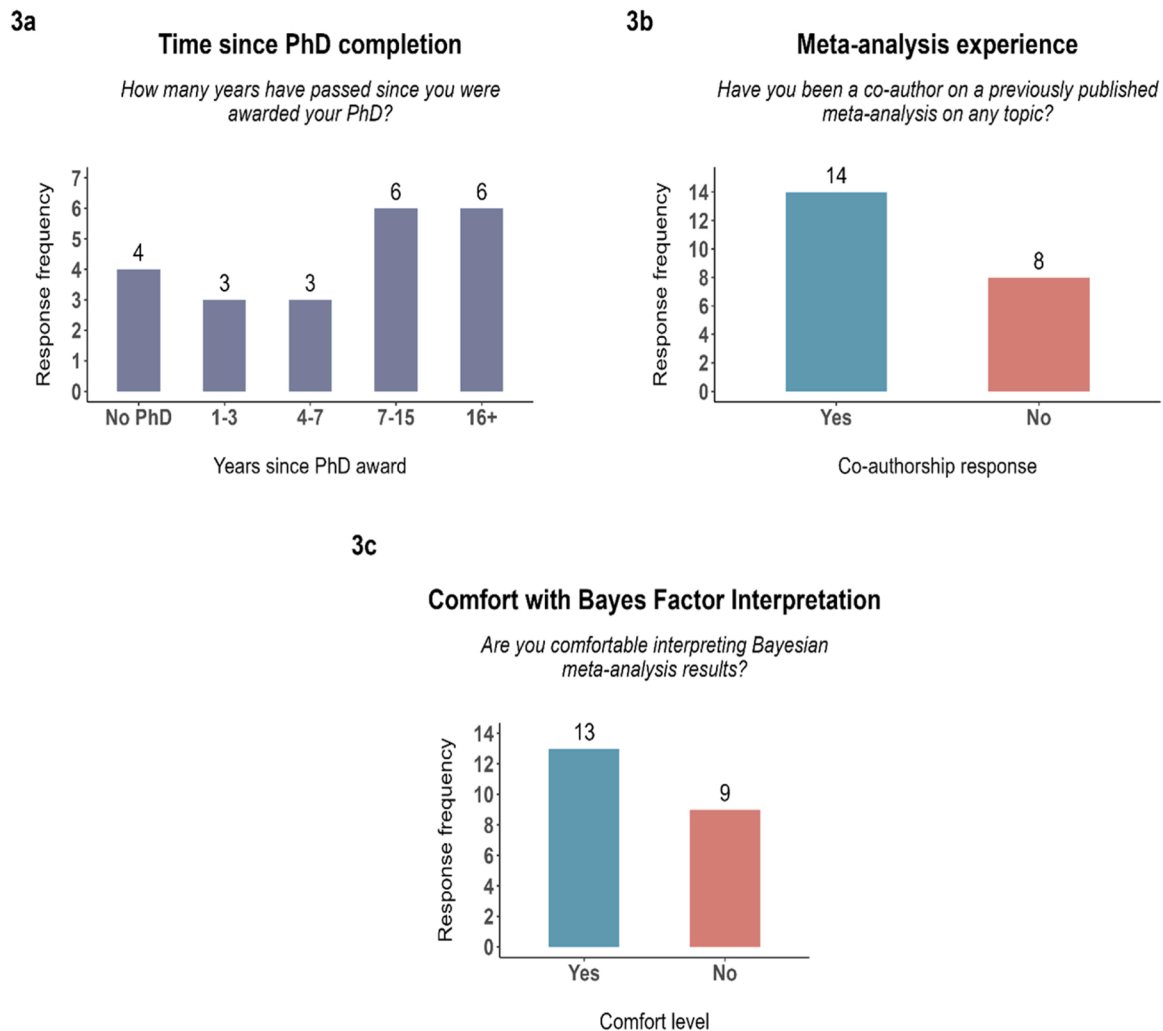 3a
Time since PhD completion
How many years have passed since you were
awarded your PhD?
Response frequency
7
6
5
4
3
2
1
0
4
3
3
6
6
No PhD
1-3
4-7
7-15
16+
Years since PhD award
3b
Meta-analysis experience
Have you been a co-author on a previously published
meta-analysis on any topic?
Response frequency
14
12
10
8
6
4
2
0
14
8
Yes
No
Co-authorship response
3c
Comfort with Bayes Factor Interpretation
Are you comfortable interpreting Bayesian
meta-analysis results?
Response frequency
14
12
10
8
6
4
2
0
13
9
Yes
No
Comfort level